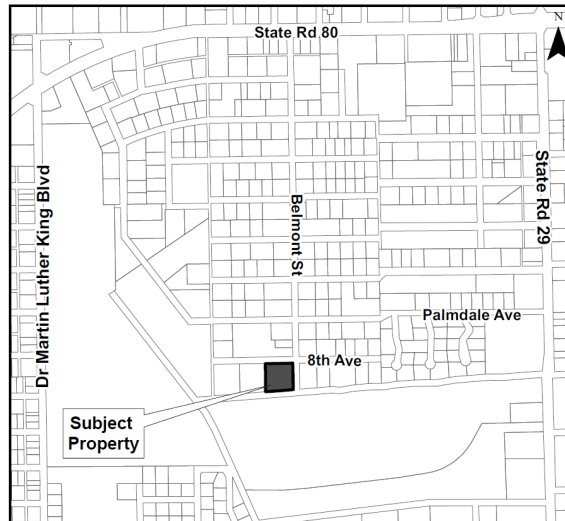 State Rd 80
N
Dr Martin Luther King Blvd
Belmont St
State Rd 29
Palmdale Ave
8th Ave
Subject
Property